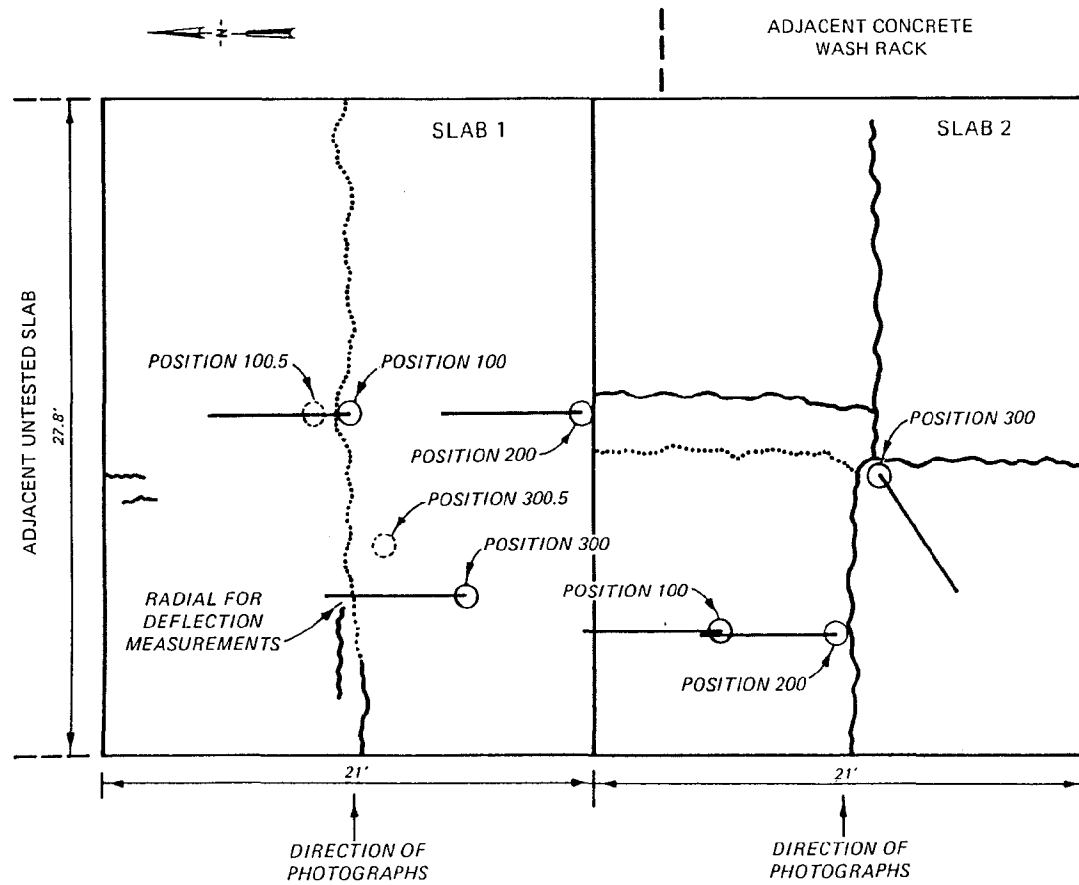 N
ADJACENT CONCRETE
WASH RACK
SLAB 1
SLAB 2
ADJACENT UNTESTED SLAB
27.8'
POSITION 100.5
POSITION 100
POSITION 200
POSITION 300
POSITION 300.5
POSITION 300
RADIAL FOR
DEFLECTION
MEASUREMENTS
POSITION 100
POSITION 200
21'
21'
DIRECTION OF
PHOTOGRAPHS
DIRECTION OF
PHOTOGRAPHS